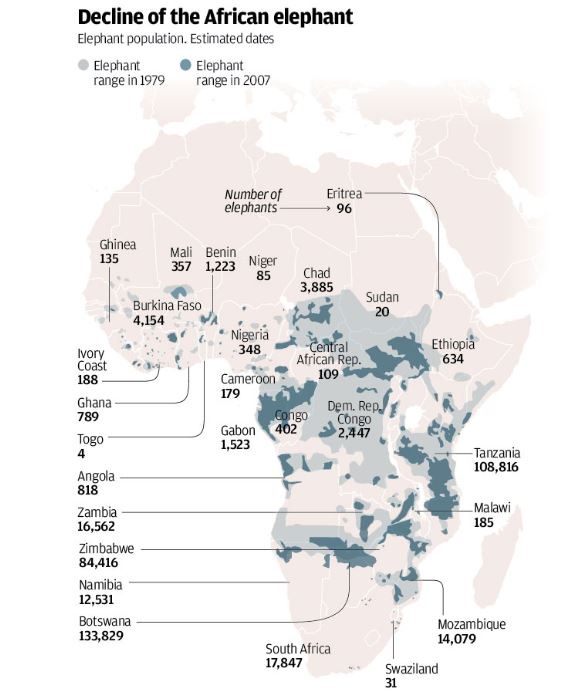 Decline of the African elephant
Elephant population. Estimated dates
Elephant
range in 1979
Elephant
range in 2007
Number of
elephants
Eritrea
96
Ghinea
135
Mali
357
Benin
1,223
Niger
85
Chad
3,885
Sudan
20
Burkina Faso
4,154
Nigeria
348
Central
African Rep.
109
Ethiopia
634
Ivory
Coast
188
Cameroon
179
Ghana
789
Congo
402
Dem. Rep.
Congo
2,447
Gabon
1,523
Togo
4
Tanzania
108,816
Angola
818
Malawi
185
Zambia
16,562
Zimbabwe
84,416
Namibia
12,531
Botswana
133,829
Mozambique
14,079
South Africa
17,847
Swaziland
31